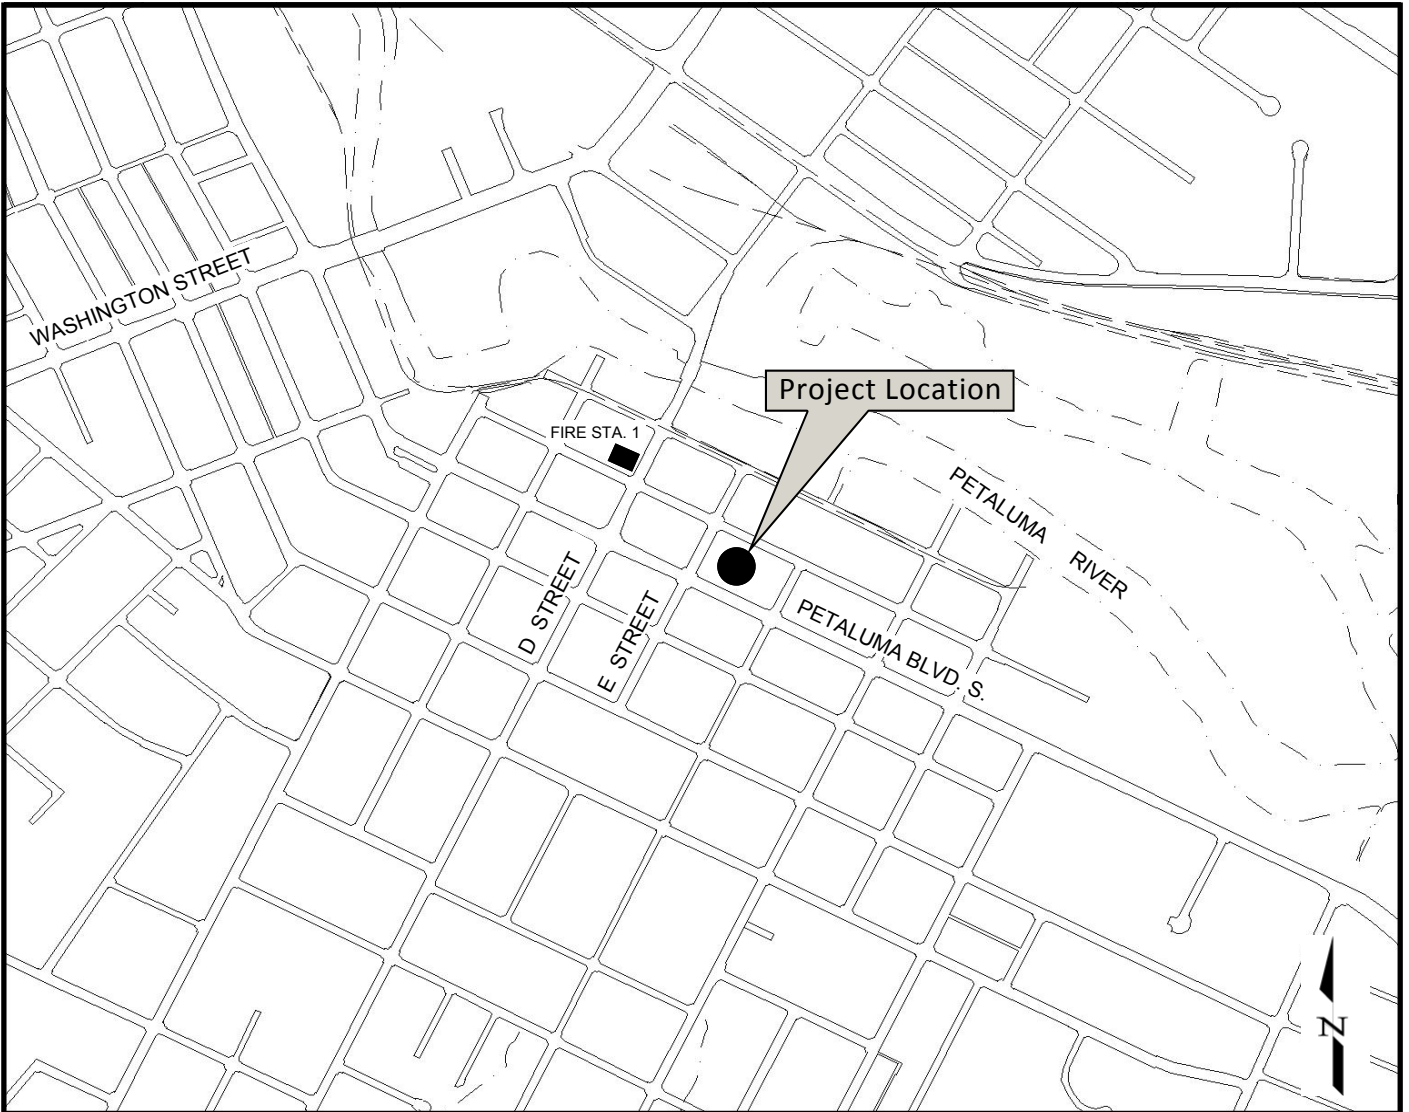 WASHINGTON STREET
Project Location
FIRE STA. 1
PETALUMA RIVER
D STREET
E STREET
PETALUMA BLVD. S.
N